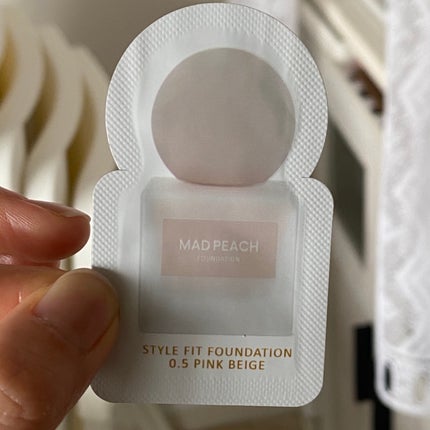 MAD PEACH
FOUNDATION
STYLE FIT FOUNDATION
0.5 PINK BEIGE